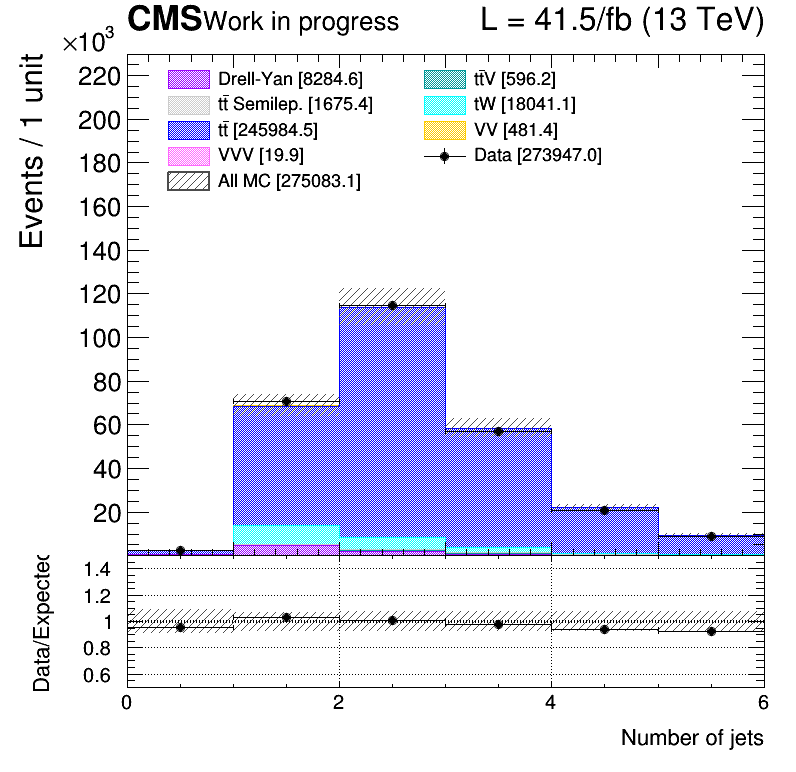 CMS Work in progress L = 41.5/fb (13 TeV)
×10³
Events / 1 unit
220
200
180
160
140
120
100
80
60
40
20
Drell-Yan [8284.6]
tt̄ Semilep. [1675.4]
tt̄ [245984.5]
VVV [19.9]
All MC [275083.1]
tt̄V [596.2]
tW [18041.1]
VV [481.4]
Data [273947.0]
Data/Expected
1.4
1.2
1
0.8
0.6
0 2 4 6
Number of jets